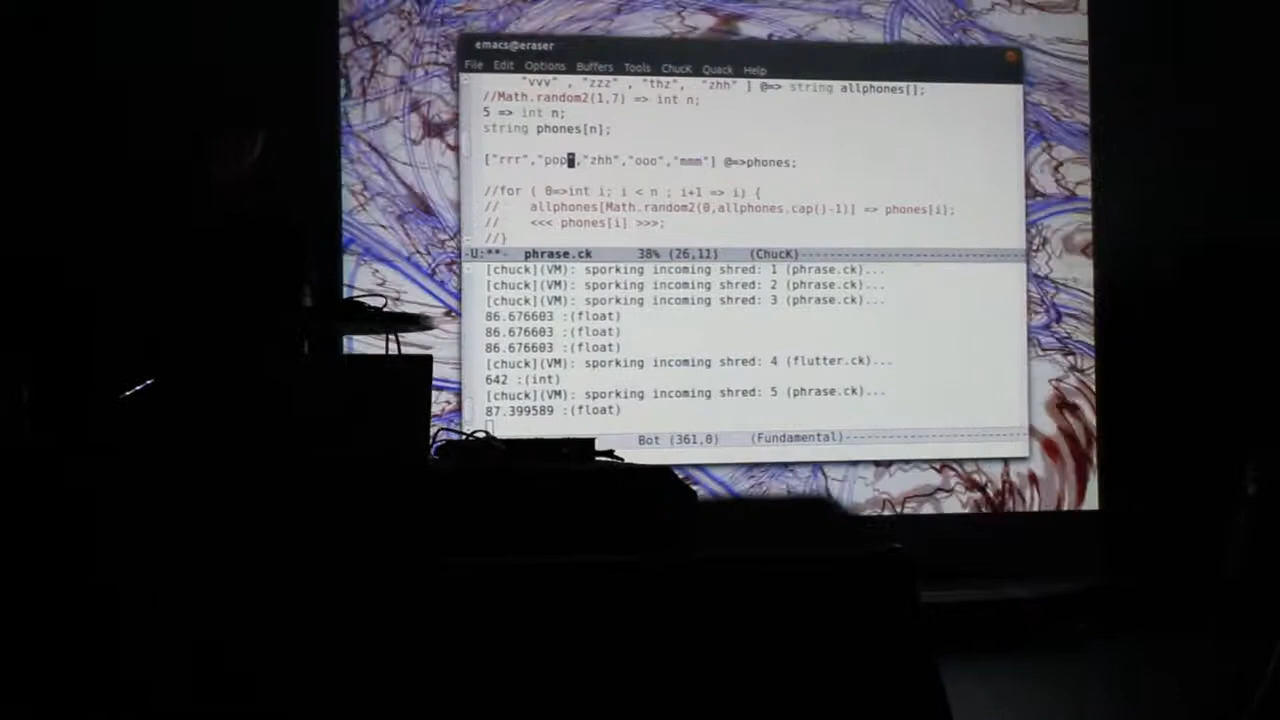 emacs@eraser
File Edit Options Buffers Tools ChucK Quack Help
"vvv" , "zzz" , "thz", "zhh" ] @=> string allphones[];
//Math.random2(1,7) => int n;
5 => int n;
string phones[n];
["rrr","pop","zhh","ooo","mmm"] @=>phones;
//for ( 0=>int i; i < n ; i+1 => i) {
// allphones[Math.random2(0,allphones.cap()-1)] => phones[i];
// <<< phones[i] >>>;
//}
-U:**- phrase.ck 38% (26,11) (ChucK)
[chuck](VM): sporking incoming shred: 1 (phrase.ck)...
[chuck](VM): sporking incoming shred: 2 (phrase.ck)...
[chuck](VM): sporking incoming shred: 3 (phrase.ck)...
86.676603 :(float)
86.676603 :(float)
86.676603 :(float)
[chuck](VM): sporking incoming shred: 4 (flutter.ck)...
642 :(int)
[chuck](VM): sporking incoming shred: 5 (phrase.ck)...
87.399589 :(float)
Bot (361,0) (Fundamental)